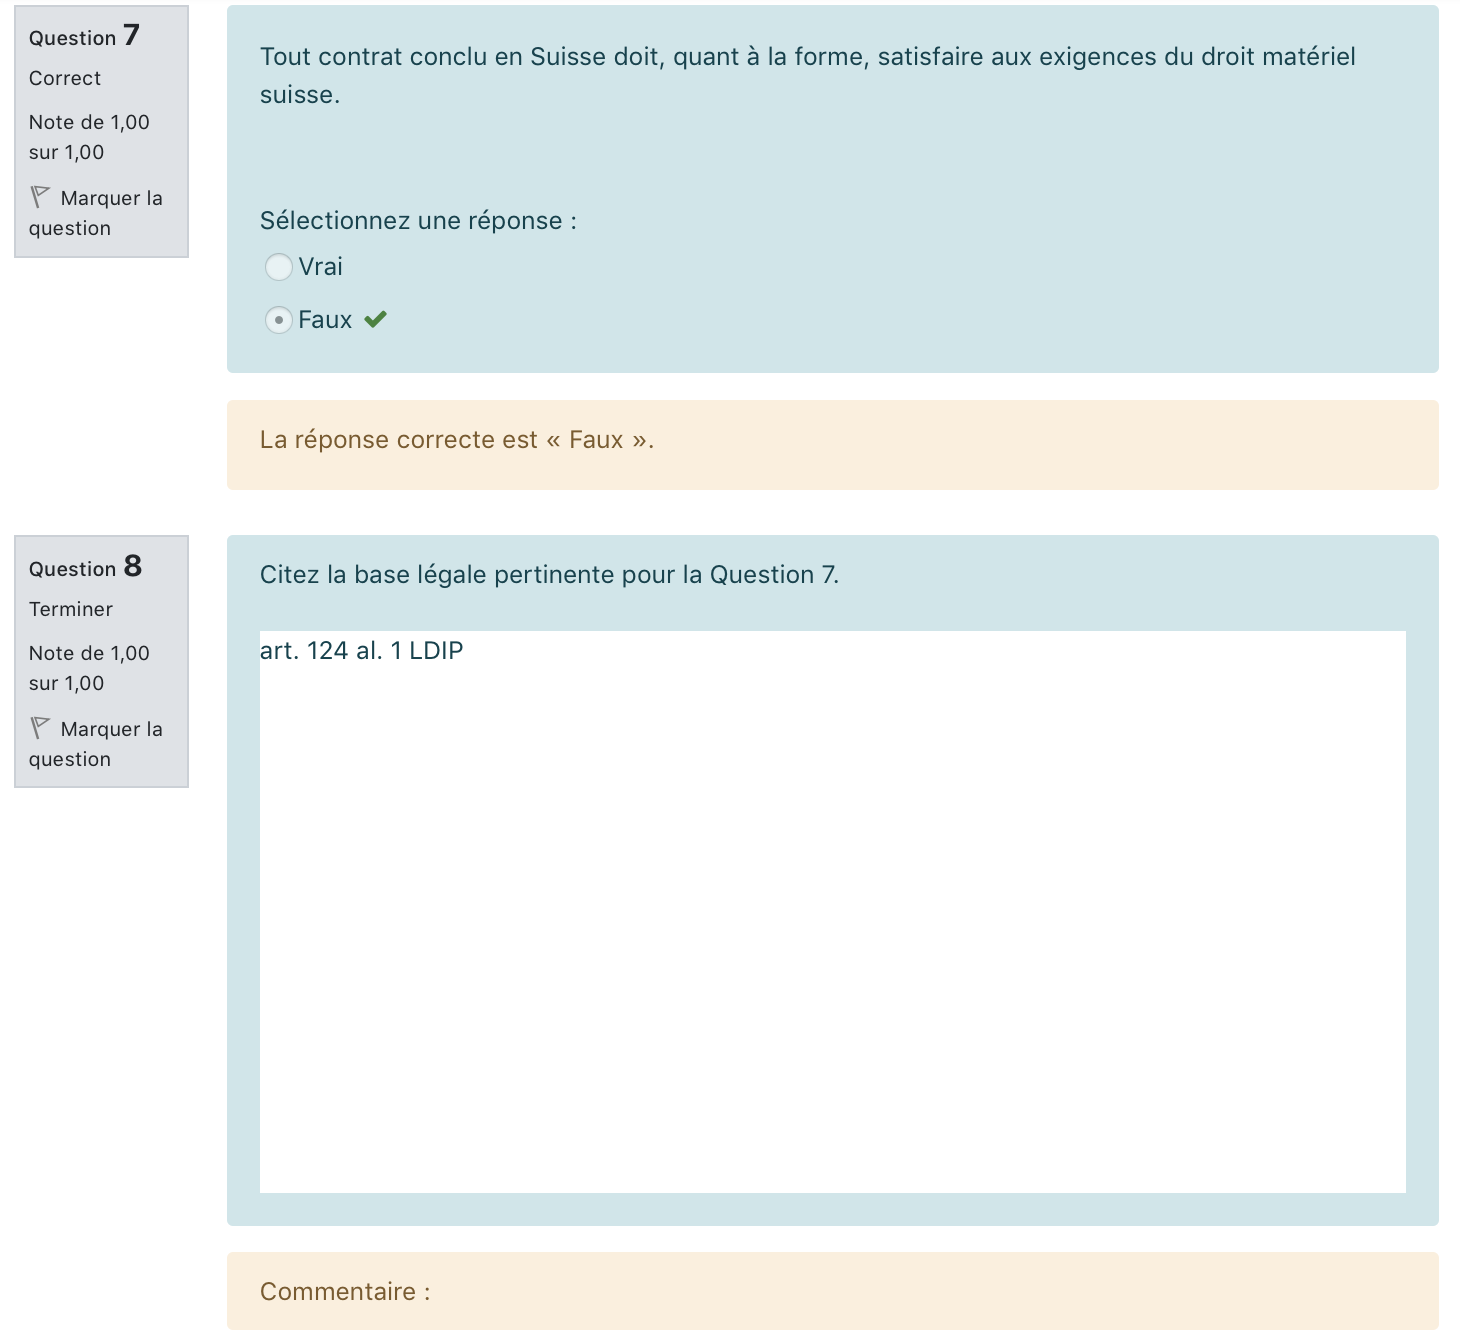 Question 7
Correct
Note de 1,00
sur 1,00
Marquer la
question
Tout contrat conclu en Suisse doit, quant à la forme, satisfaire aux exigences du droit matériel
suisse.
Sélectionnez une réponse :
Vrai
Faux
La réponse correcte est « Faux ».
Question 8
Terminer
Note de 1,00
sur 1,00
Marquer la
question
Citez la base légale pertinente pour la Question 7.
art. 124 al. 1 LDIP
Commentaire :